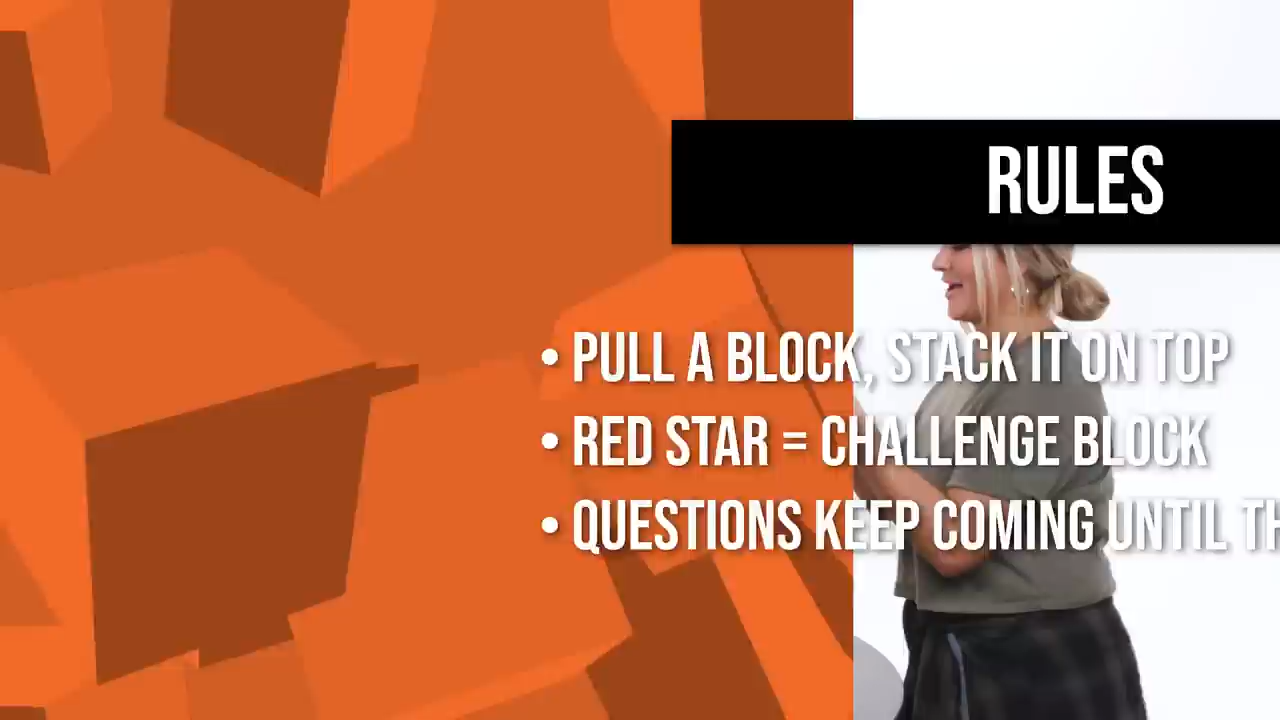 RULES
• PULL A BLOCK, STACK IT ON TOP
• RED STAR = CHALLENGE BLOCK
• QUESTIONS KEEP COMING UNTIL